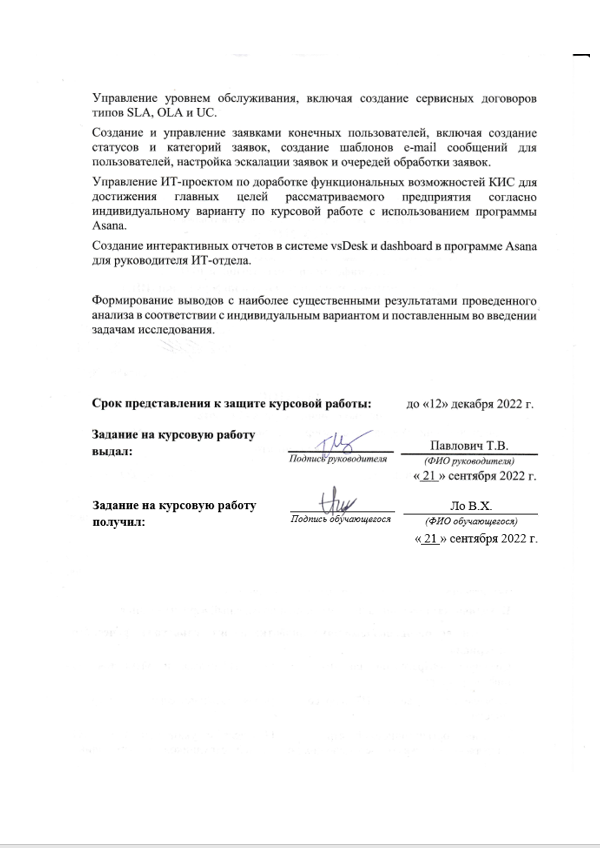 Управление уровнем обслуживания, включая создание сервисных договоров
типов SLA, OLA и UC.
Создание и управление заявками конечных пользователей, включая создание
статусов и категорий заявок, создание шаблонов e-mail сообщений для
пользователей, настройка эскалации заявок и очередей обработки заявок.
Управление ИТ-проектом по доработке функциональных возможностей КИС для
достижения главных целей рассматриваемого предприятия согласно
индивидуальному варианту по курсовой работе с использованием программы
Asana.
Создание интерактивных отчетов в системе vsDesk и dashboard в программе Asana
для руководителя ИТ-отдела.
Формирование выводов с наиболее существенными результатами проведенного
анализа в соответствии с индивидуальным вариантом и поставленным во введении
задачам исследования.
Срок представления к защите курсовой работы: до «12» декабря 2022 г.
Задание на курсовую работу
выдал:
Павлович Т.В.
Подпись руководителя
(ФИО руководителя)
« 21 » сентября 2022 г.
Задание на курсовую работу
получил:
Ло В.Х.
Подпись обучающегося
(ФИО обучающегося)
« 21 » сентября 2022 г.